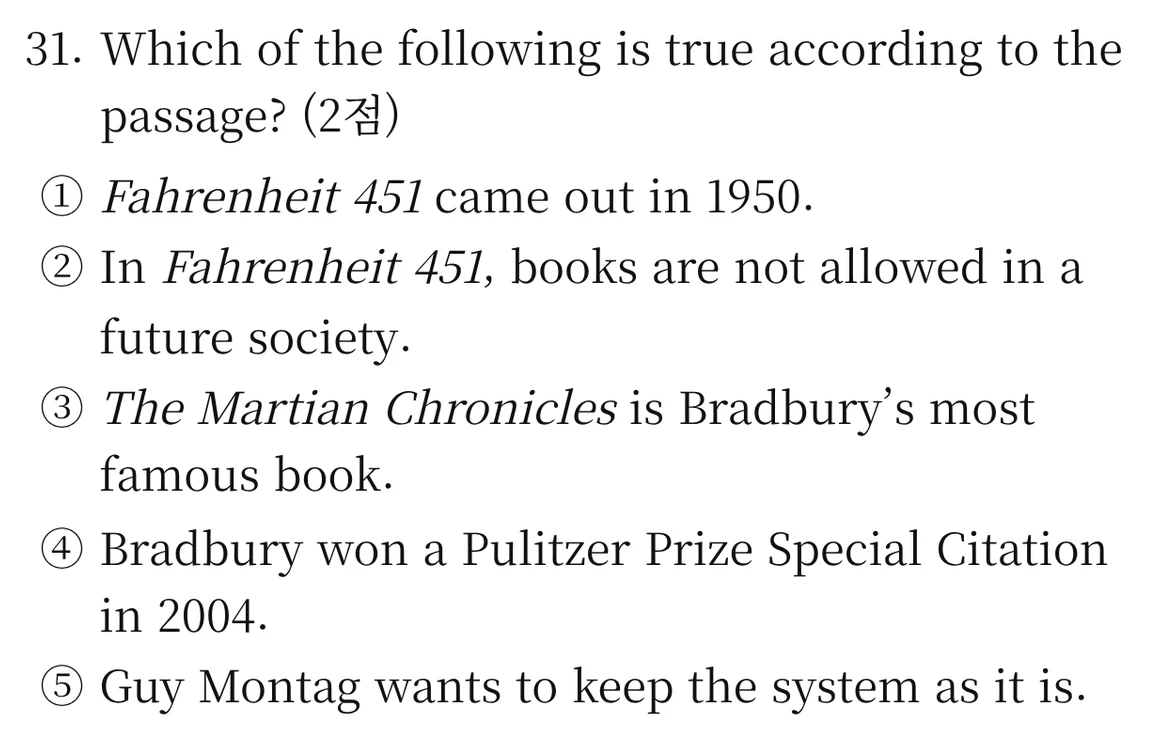 31. Which of the following is true according to the
passage? (2점)
① Fahrenheit 451 came out in 1950.
② In Fahrenheit 451, books are not allowed in a
future society.
③ The Martian Chronicles is Bradbury’s most
famous book.
④ Bradbury won a Pulitzer Prize Special Citation
in 2004.
⑤ Guy Montag wants to keep the system as it is.